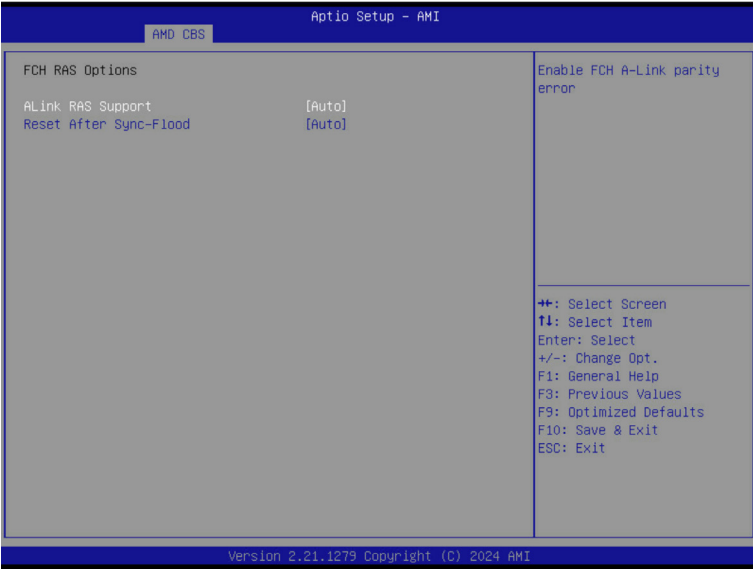 Aptio Setup – AMI
AMD CBS
FCH RAS Options
ALink RAS Support [Auto]
Reset After Sync-Flood [Auto]
Enable FCH A-Link parity
error
→←: Select Screen
↑↓: Select Item
Enter: Select
+/-: Change Opt.
F1: General Help
F3: Previous Values
F9: Optimized Defaults
F10: Save & Exit
ESC: Exit
Version 2.21.1279 Copyright (C) 2024 AMI